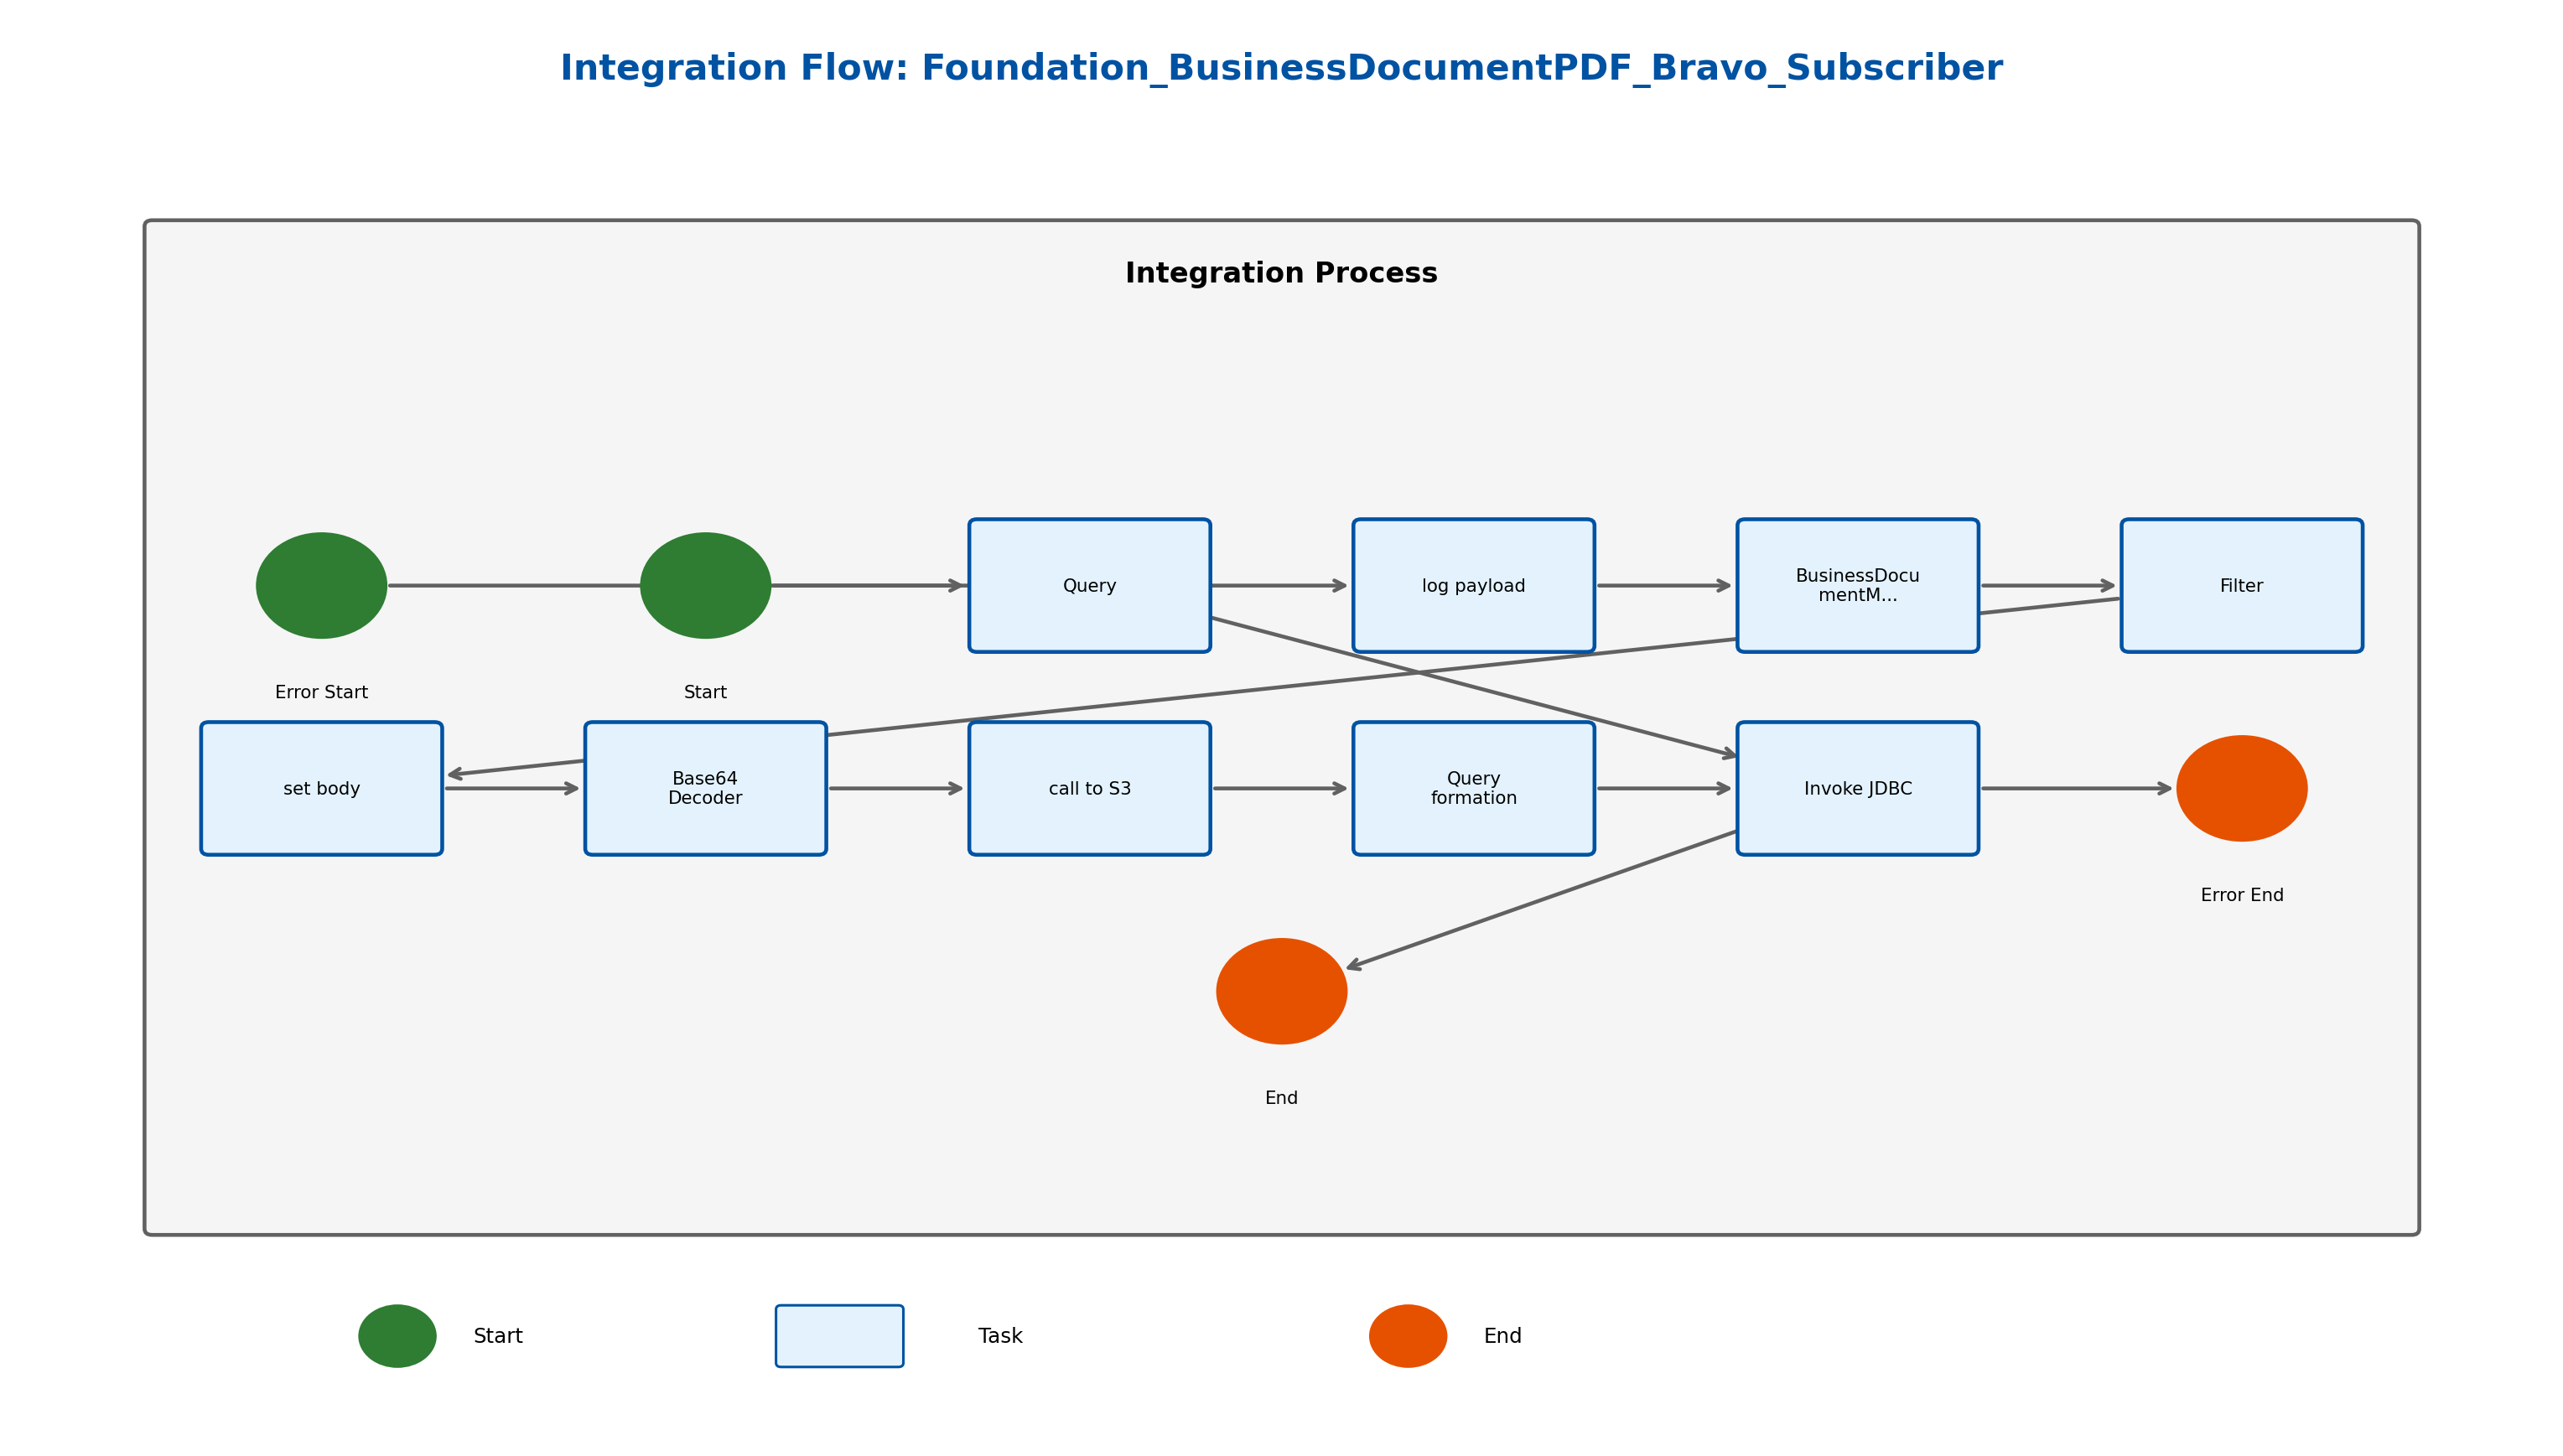 Integration Flow: Foundation_BusinessDocumentPDF_Bravo_Subscriber
Integration Process
Query
log payload
BusinessDocu
mentM...
Filter
Error Start
Start
set body
Base64
Decoder
call to S3
Query
formation
Invoke JDBC
Error End
End
Start
Task
End